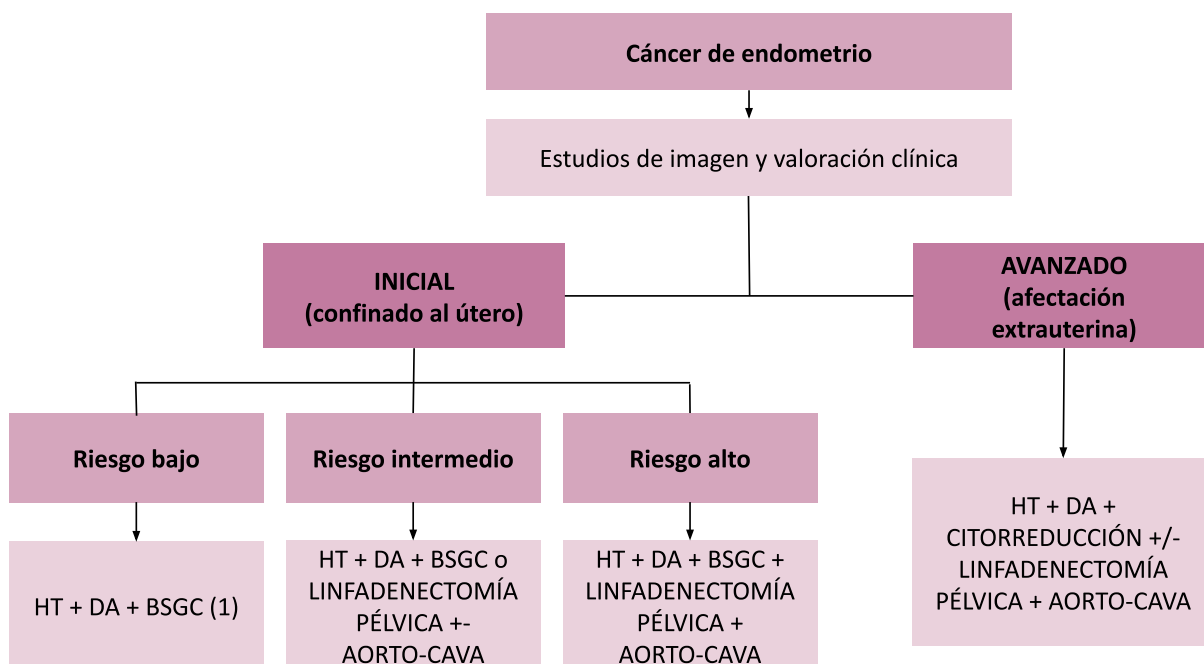 Cáncer de endometrio
Estudios de imagen y valoración clínica
INICIAL
(confinado al útero)
AVANZADO
(afectación
extrauterina)
Riesgo bajo
Riesgo intermedio
Riesgo alto
HT + DA + BSGC (1)
HT + DA + BSGC o
LINFADENECTOMÍA
PÉLVICA +-
AORTO-CAVA
HT + DA + BSGC +
LINFADENECTOMÍA
PÉLVICA +
AORTO-CAVA
HT + DA +
CITORREDUCCIÓN +/-
LINFADENECTOMÍA
PÉLVICA + AORTO-CAVA